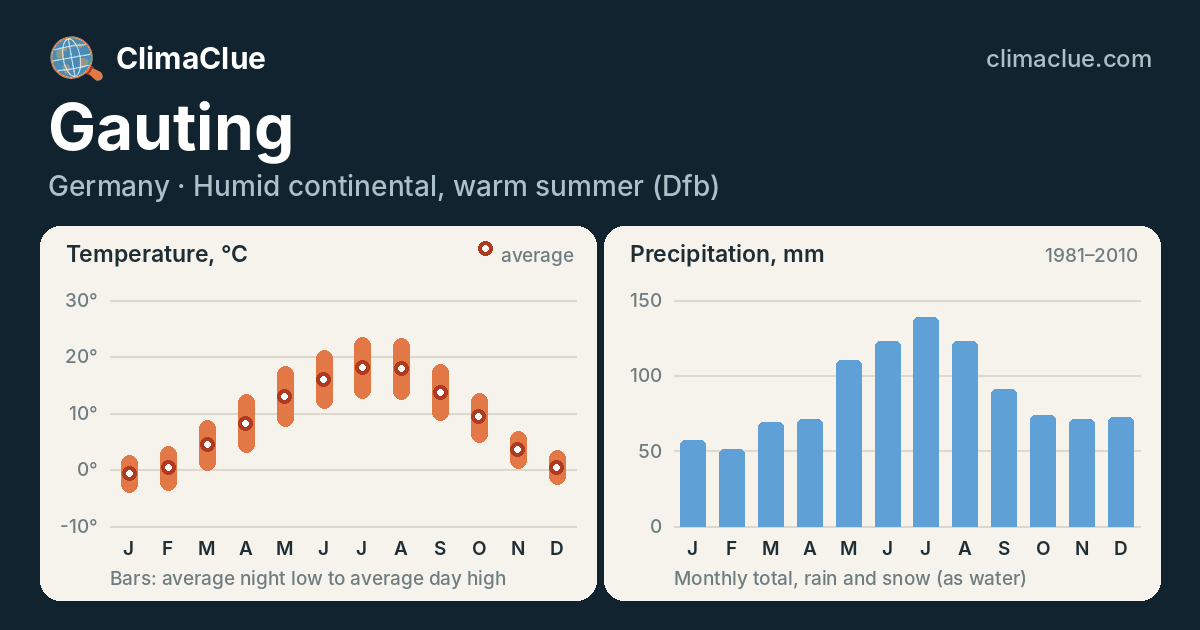 ClimaClue
climaclue.com
Gauting
Germany · Humid continental, warm summer (Dfb)
Temperature, °C
average
30°
20°
10°
0°
-10°
J F M A M J J A S O N D
Bars: average night low to average day high
Precipitation, mm
1981–2010
150
100
50
0
J F M A M J J A S O N D
Monthly total, rain and snow (as water)